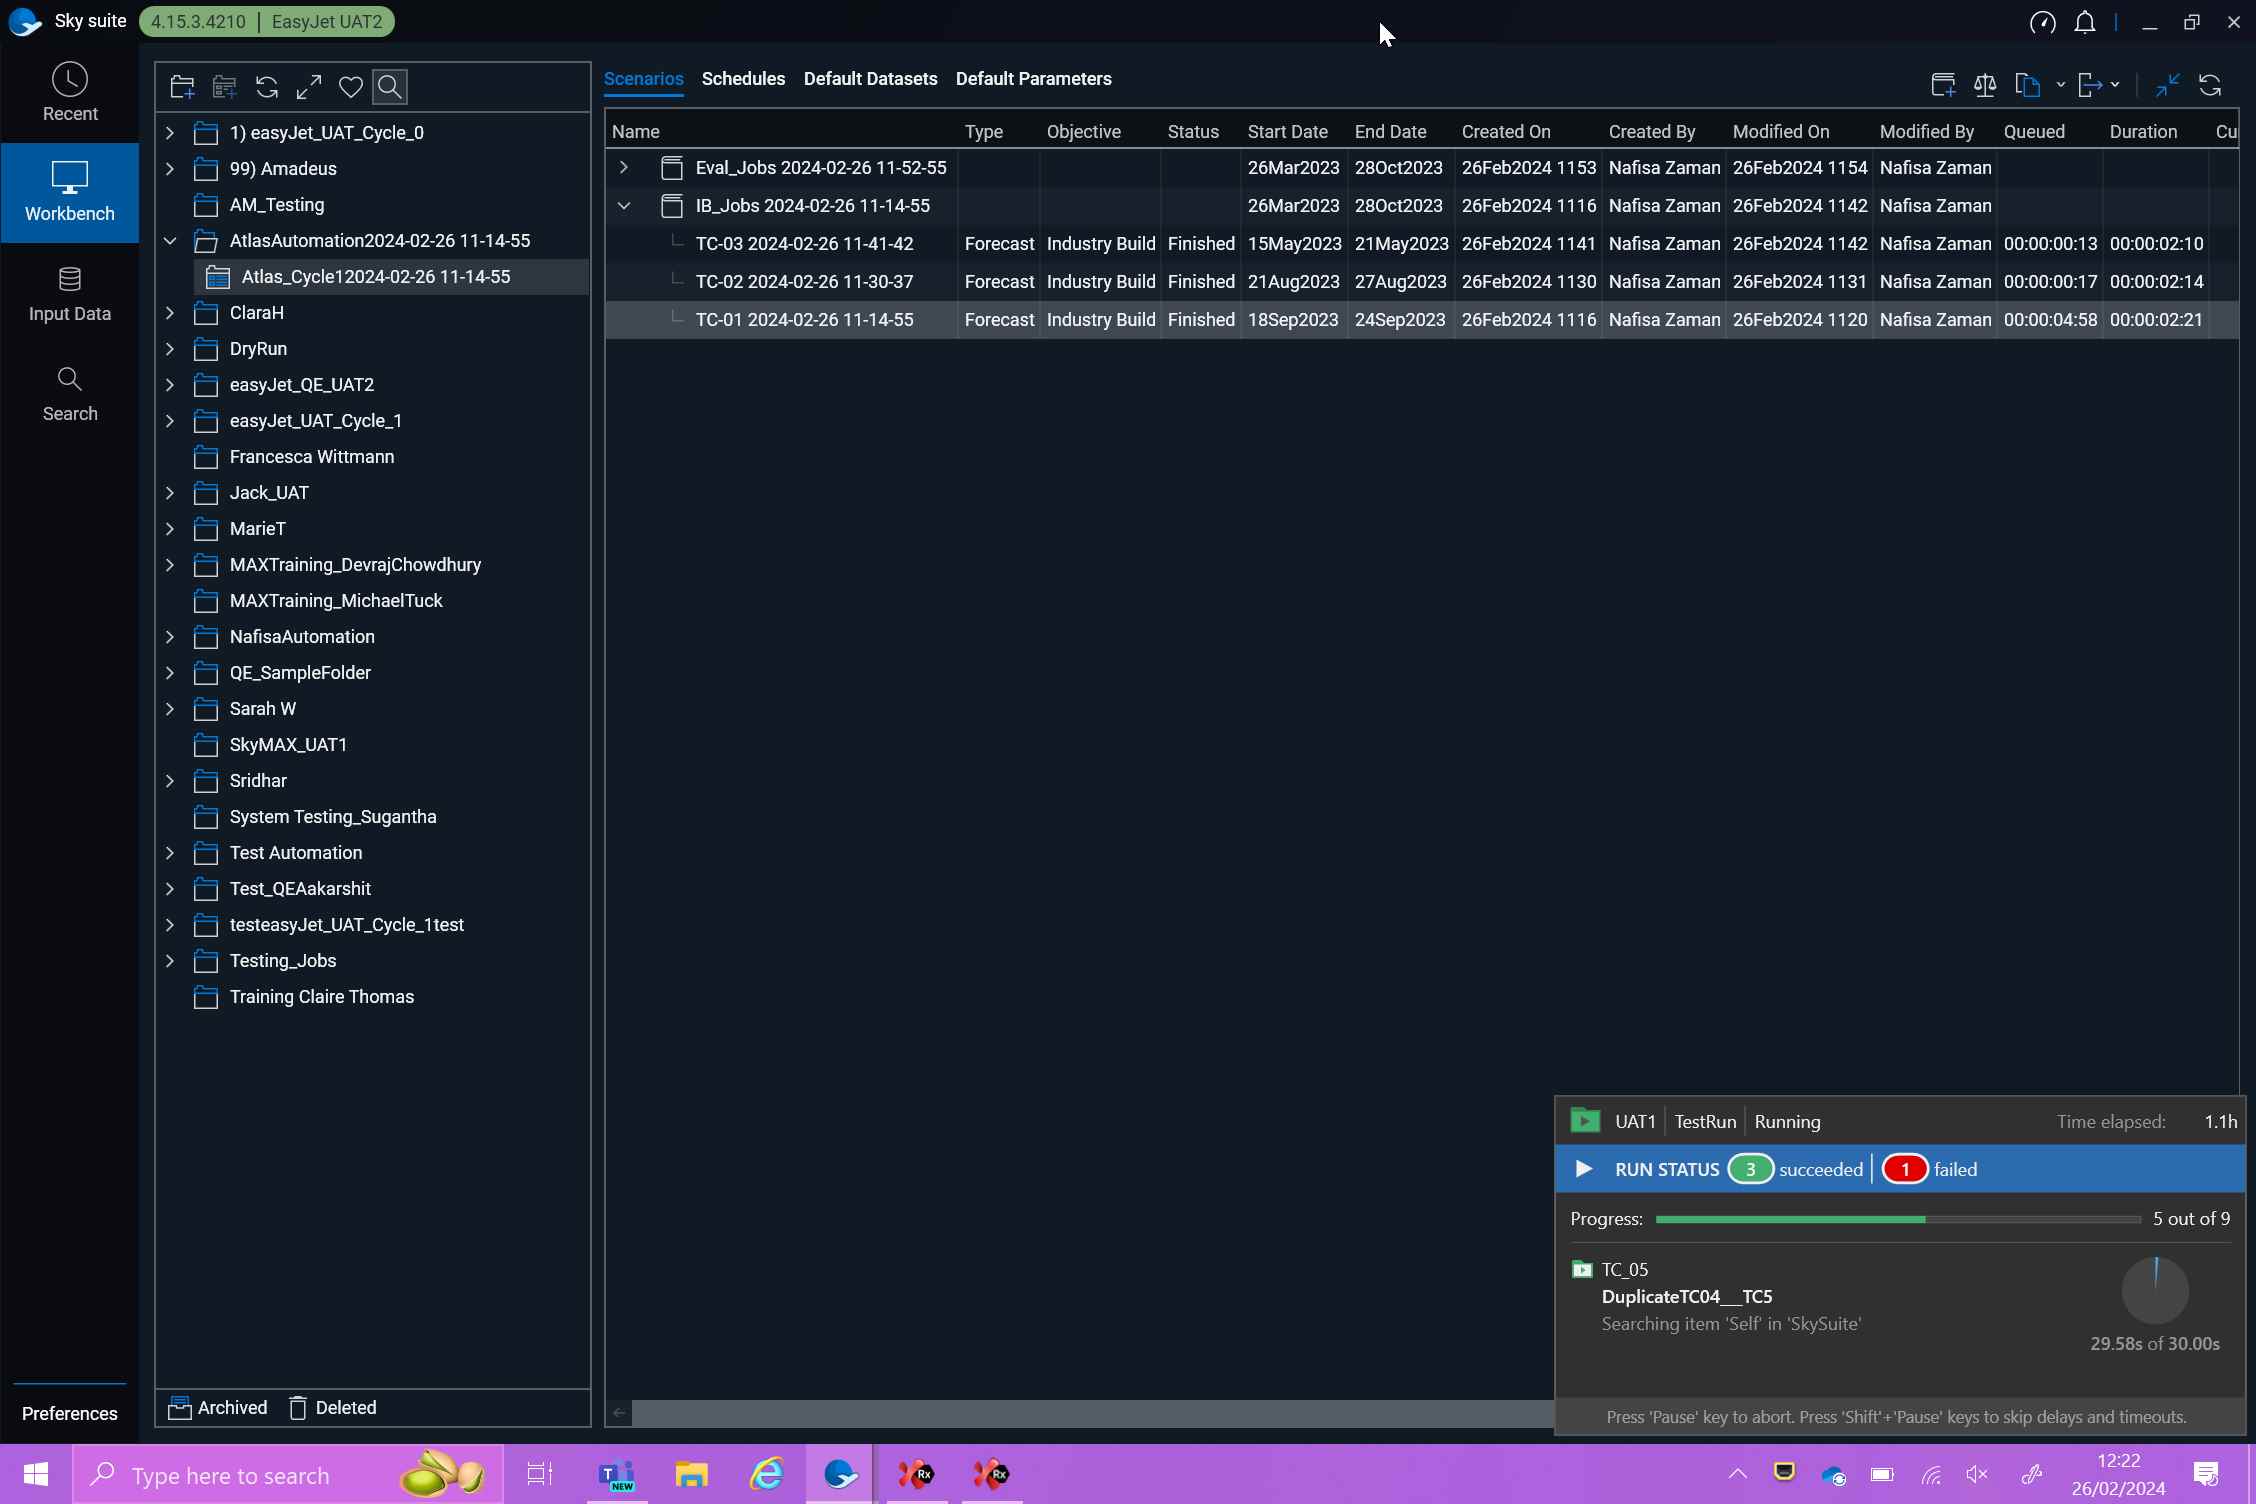 Sky suite 4.15.3.4210 | EasyJet UAT2
Recent
Workbench
Input Data
Search
Preferences
1) easyJet_UAT_Cycle_0
99) Amadeus
AM_Testing
AtlasAutomation2024-02-26 11-14-55
Atlas_Cycle12024-02-26 11-14-55
ClaraH
DryRun
easyJet_QE_UAT2
easyJet_UAT_Cycle_1
Francesca Wittmann
Jack_UAT
MarieT
MAXTraining_DevrajChowdhury
MAXTraining_MichaelTuck
NafisaAutomation
QE_SampleFolder
Sarah W
SkyMAX_UAT1
Sridhar
System Testing_Sugantha
Test Automation
Test_QEAakarshit
testeasyJet_UAT_Cycle_1test
Testing_Jobs
Training Claire Thomas
Archived Deleted
Scenarios Schedules Default Datasets Default Parameters
Name Type Objective Status Start Date End Date Created On Created By Modified On Modified By Queued Duration Cu
Eval_Jobs 2024-02-26 11-52-55 26Mar2023 28Oct2023 26Feb2024 1153 Nafisa Zaman 26Feb2024 1154 Nafisa Zaman
IB_Jobs 2024-02-26 11-14-55 26Mar2023 28Oct2023 26Feb2024 1116 Nafisa Zaman 26Feb2024 1142 Nafisa Zaman
TC-03 2024-02-26 11-41-42 Forecast Industry Build Finished 15May2023 21May2023 26Feb2024 1141 Nafisa Zaman 26Feb2024 1142 Nafisa Zaman 00:00:00:13 00:00:02:10
TC-02 2024-02-26 11-30-37 Forecast Industry Build Finished 21Aug2023 27Aug2023 26Feb2024 1130 Nafisa Zaman 26Feb2024 1131 Nafisa Zaman 00:00:00:17 00:00:02:14
TC-01 2024-02-26 11-14-55 Forecast Industry Build Finished 18Sep2023 24Sep2023 26Feb2024 1116 Nafisa Zaman 26Feb2024 1120 Nafisa Zaman 00:00:04:58 00:00:02:21
UAT1 | TestRun | Running Time elapsed: 1.1h
RUN STATUS 3 succeeded | 1 failed
Progress: 5 out of 9
TC_05
DuplicateTC04__TC5
Searching item 'Self' in 'SkySuite'
29.58s of 30.00s
Press 'Pause' key to abort. Press 'Shift'+'Pause' keys to skip delays and timeouts.
Type here to search
T
NEW
Rx
Rx
12:22
26/02/2024